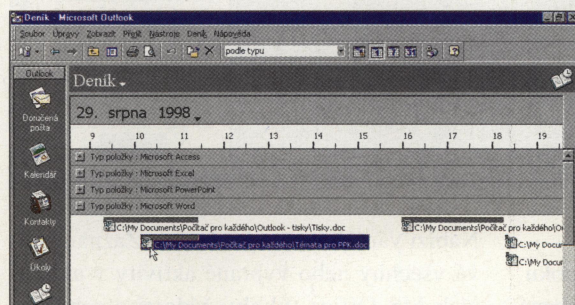 Deník - Microsoft Outlook
Soubor Úpravy Zobrazit Přejít Nástroje Deník Nápověda
podle typu
Outlook
Deník
Doručená pošta
29. srpna 1998
9 10 11 12 13 14 15 16 17 18 19
Typ položky : Microsoft Access
Kalendář
Typ položky : Microsoft Excel
Typ položky : Microsoft PowerPoint
Typ položky : Microsoft Word
Kontakty
C:\My Documents\Počítač pro každého\Outlook - tisky\Tisky.doc
C:\My Documents\Počítač pro každého\O
C:\My Documents\Počítač pro každého\Témata pro PPK.doc
C:\My Docum
Úkoly
C:\My Docum